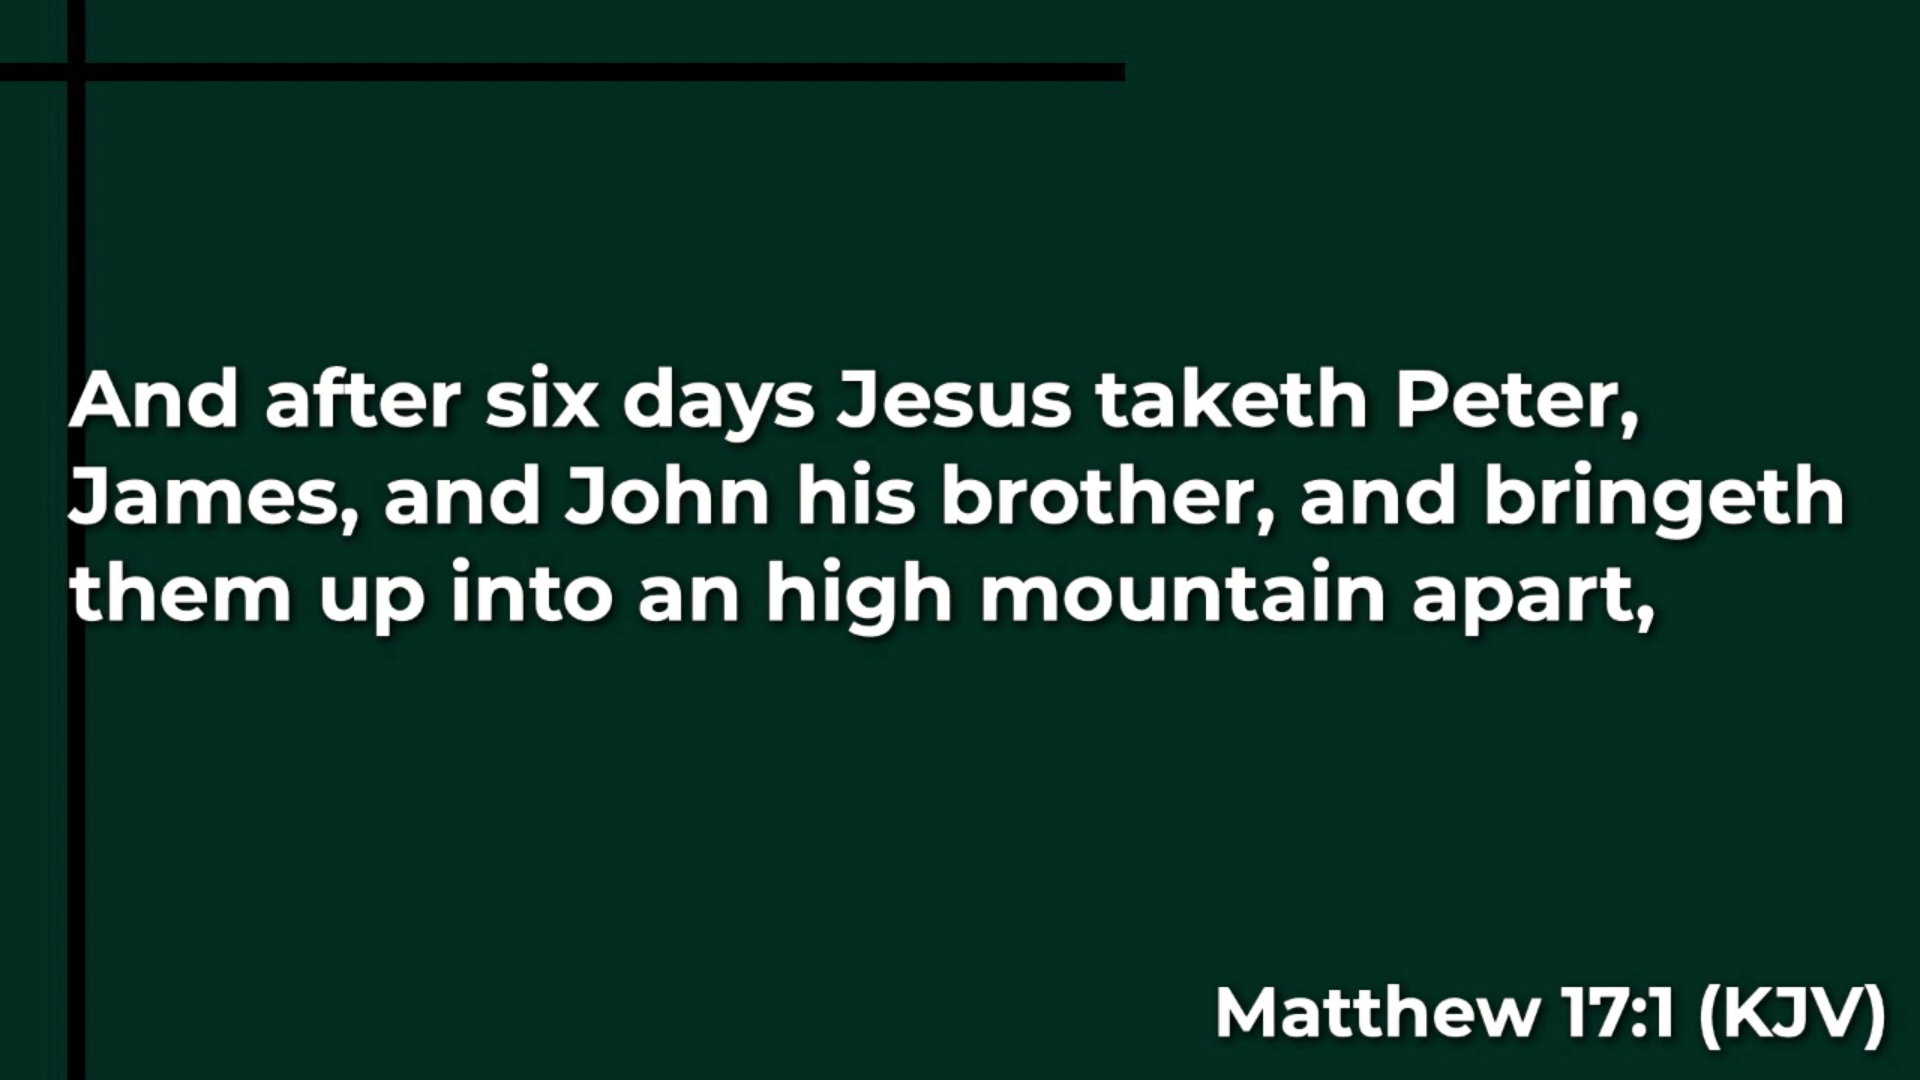 And after six days Jesus taketh Peter,
James, and John his brother, and bringeth
them up into an high mountain apart,
Matthew 17:1 (KJV)